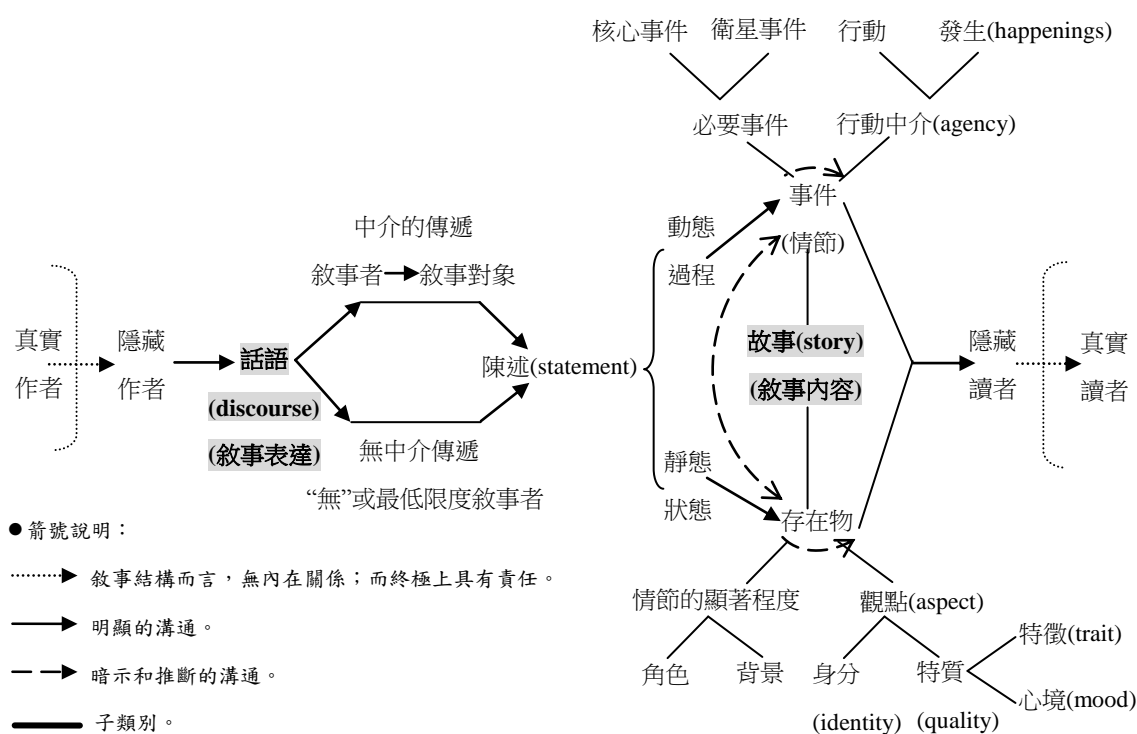 核心事件 衛星事件 行動 發生(happenings)
必要事件 行動中介(agency)
事件
(情節)
中介的傳遞
敘事者 敘事對象
動態
過程
真實
作者
隱藏
作者
話語
(discourse)
(敘事表達)
陳述(statement)
故事(story)
(敘事內容)
隱藏
讀者
真實
讀者
無中介傳遞
“無”或最低限度敘事者
靜態
狀態
存在物
情節的顯著程度 觀點(aspect)
角色 背景 身分 特質
(identity) (quality)
特徵(trait)
心境(mood)
●箭號說明：
敘事結構而言，無內在關係；而終極上具有責任。
明顯的溝通。
暗示和推斷的溝通。
子類別。